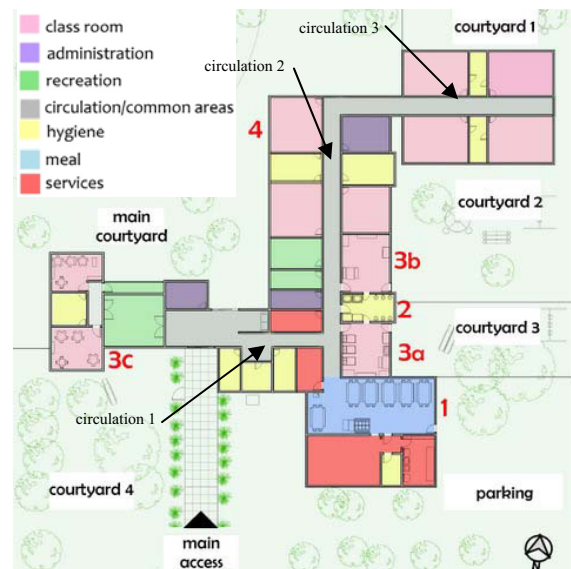 class room
administration
recreation
circulation/common areas
hygiene
meal
services
circulation 3
courtyard 1
circulation 2
4
courtyard 2
main
courtyard
3b
2
courtyard 3
3a
3c
circulation 1
1
courtyard 4
parking
main
access
N